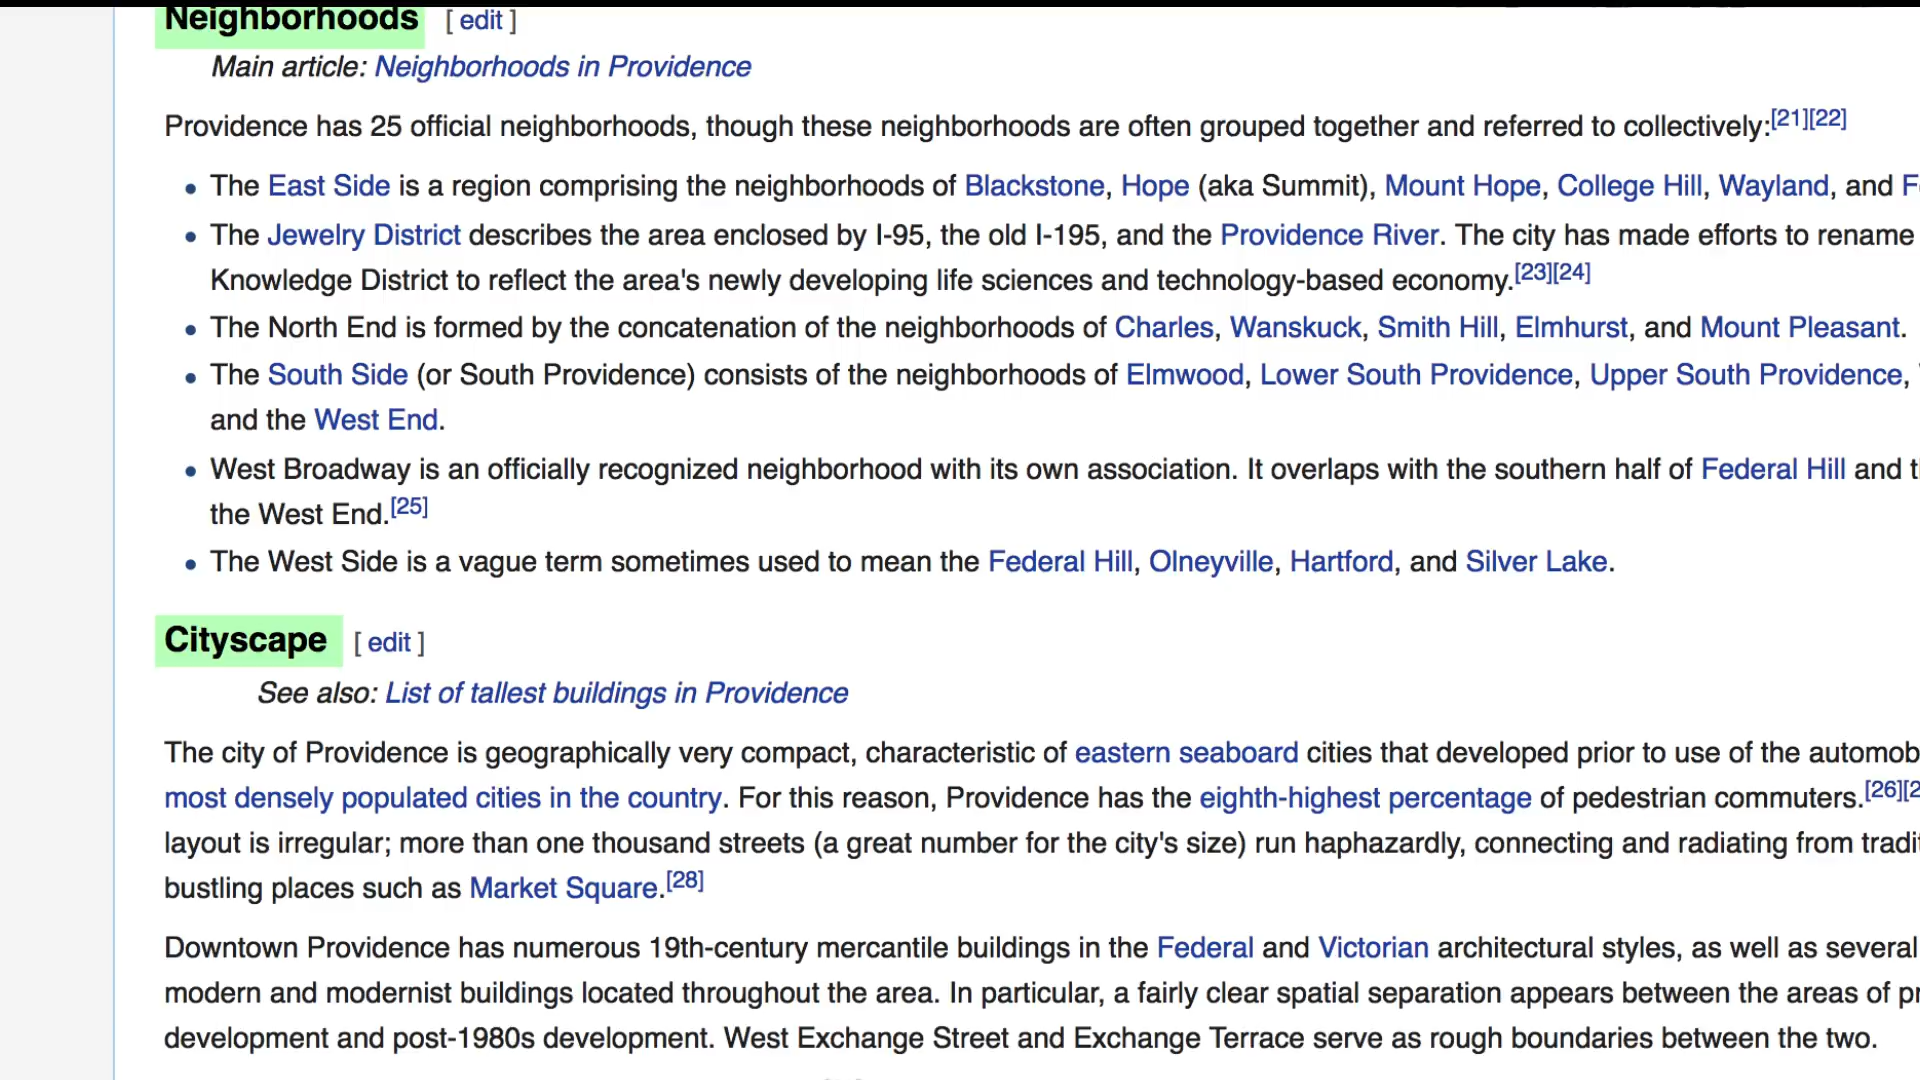 Neighborhoods [ edit ]
Main article: Neighborhoods in Providence
Providence has 25 official neighborhoods, though these neighborhoods are often grouped together and referred to collectively:[21][22]
• The East Side is a region comprising the neighborhoods of Blackstone, Hope (aka Summit), Mount Hope, College Hill, Wayland, and
• The Jewelry District describes the area enclosed by I-95, the old I-195, and the Providence River. The city has made efforts to rename
Knowledge District to reflect the area's newly developing life sciences and technology-based economy.[23][24]
• The North End is formed by the concatenation of the neighborhoods of Charles, Wanskuck, Smith Hill, Elmhurst, and Mount Pleasant.
• The South Side (or South Providence) consists of the neighborhoods of Elmwood, Lower South Providence, Upper South Providence,
and the West End.
• West Broadway is an officially recognized neighborhood with its own association. It overlaps with the southern half of Federal Hill and
the West End.[25]
• The West Side is a vague term sometimes used to mean the Federal Hill, Olneyville, Hartford, and Silver Lake.
Cityscape [ edit ]
See also: List of tallest buildings in Providence
The city of Providence is geographically very compact, characteristic of eastern seaboard cities that developed prior to use of the automob
most densely populated cities in the country. For this reason, Providence has the eighth-highest percentage of pedestrian commuters.[26][2
layout is irregular; more than one thousand streets (a great number for the city's size) run haphazardly, connecting and radiating from tradit
bustling places such as Market Square.[28]
Downtown Providence has numerous 19th-century mercantile buildings in the Federal and Victorian architectural styles, as well as several
modern and modernist buildings located throughout the area. In particular, a fairly clear spatial separation appears between the areas of pr
development and post-1980s development. West Exchange Street and Exchange Terrace serve as rough boundaries between the two.